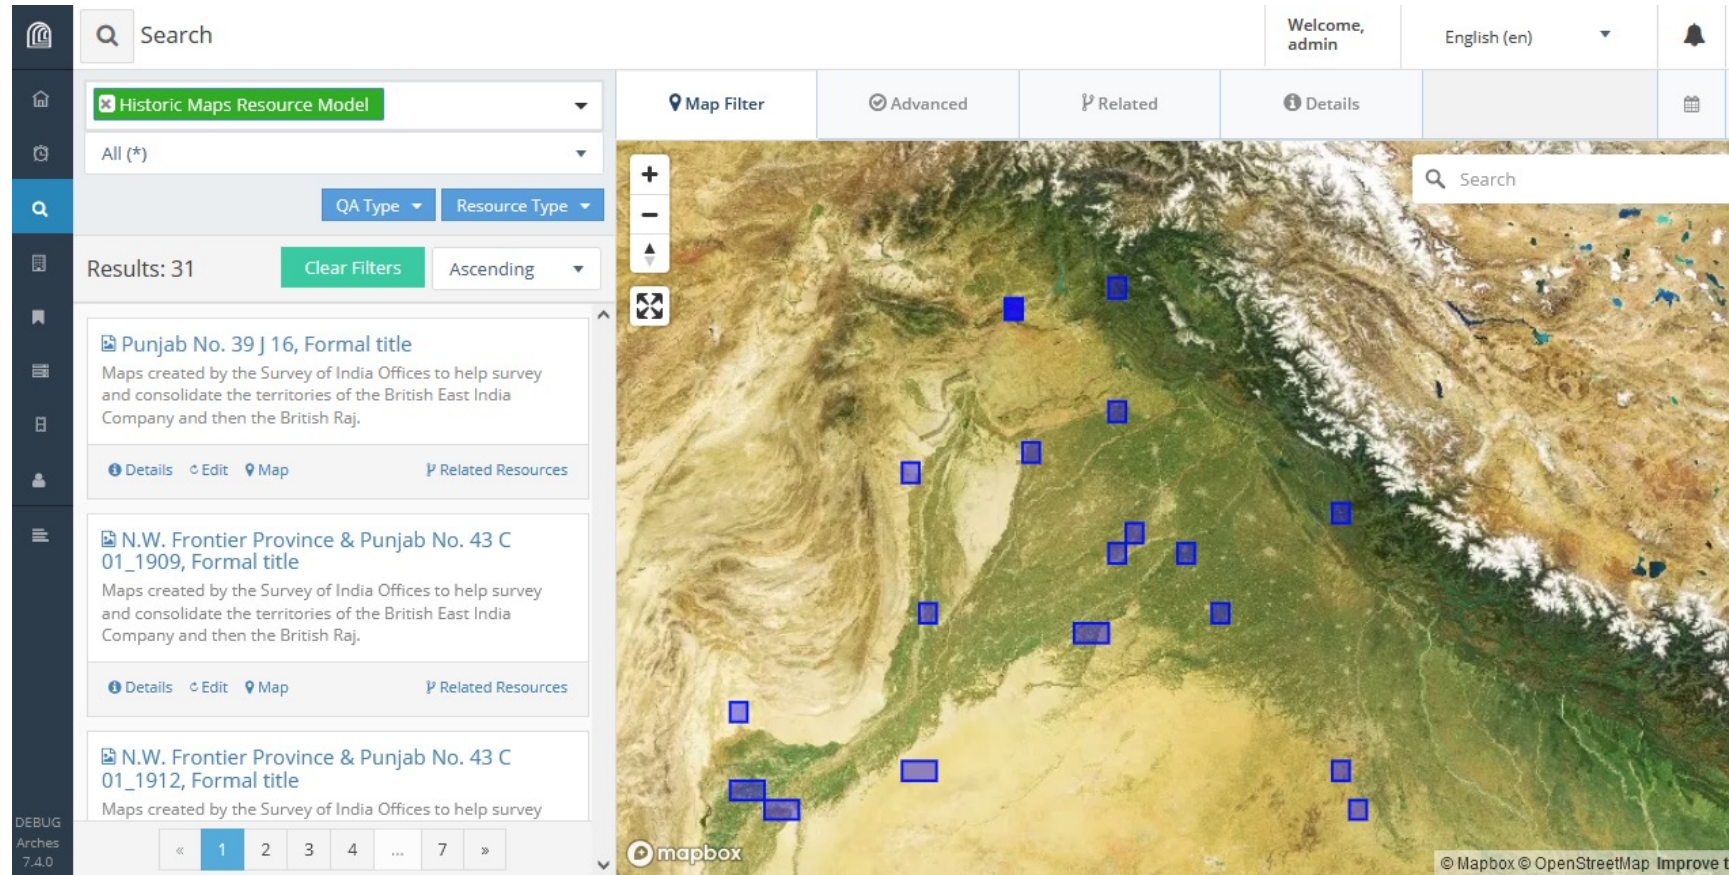 Search
Welcome,
admin
English (en)
Historic Maps Resource Model
All (*)
QA Type
Resource Type
Results: 31
Clear Filters
Ascending
Punjab No. 39 J 16, Formal title
Maps created by the Survey of India Offices to help survey
and consolidate the territories of the British East India
Company and then the British Raj.
Details Edit Map Related Resources
N.W. Frontier Province & Punjab No. 43 C
01_1909, Formal title
Maps created by the Survey of India Offices to help survey
and consolidate the territories of the British East India
Company and then the British Raj.
Details Edit Map Related Resources
N.W. Frontier Province & Punjab No. 43 C
01_1912, Formal title
Maps created by the Survey of India Offices to help survey
« 1 2 3 4 ... 7 »
DEBUG
Arches
7.4.0
Map Filter
Advanced
Related
Details
Search
mapbox
© Mapbox © OpenStreetMap Improve t